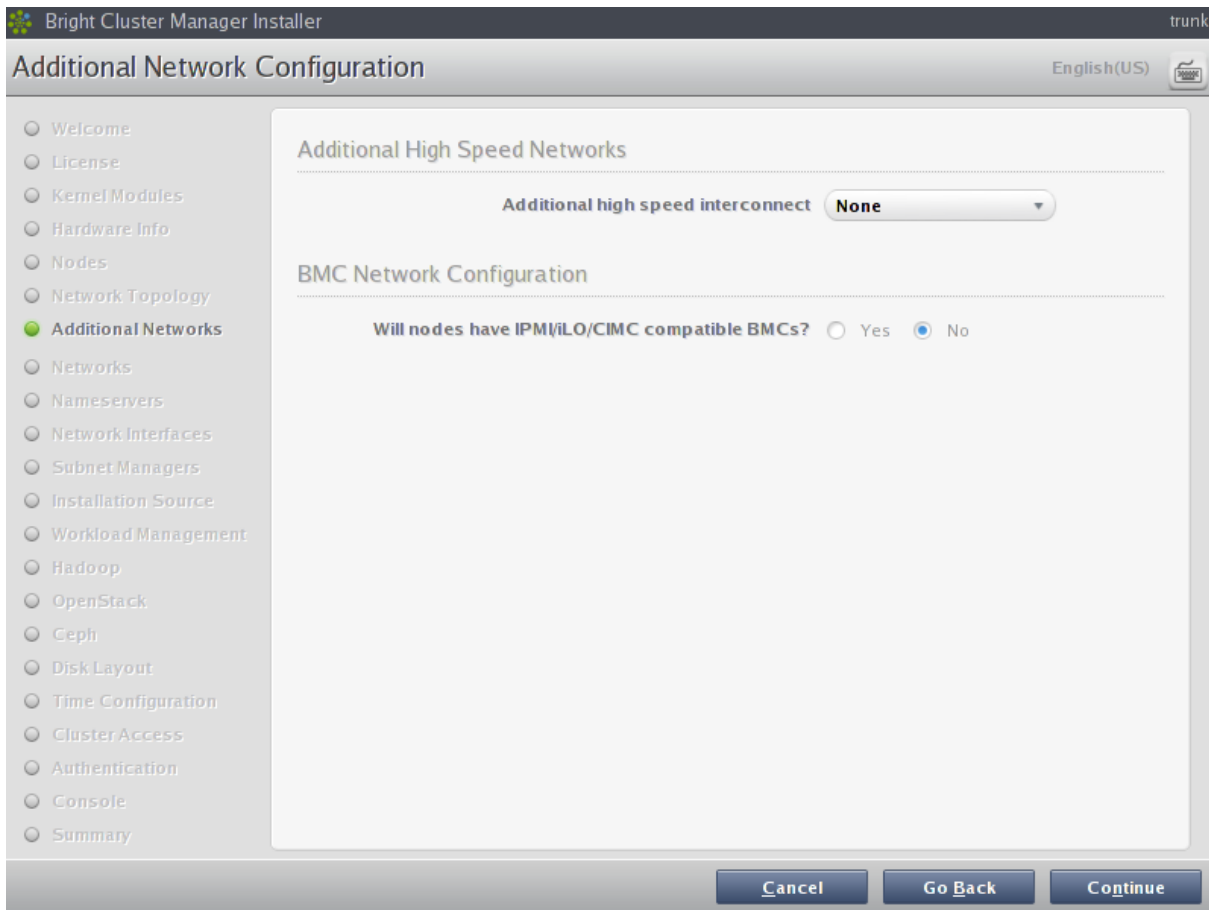 Bright Cluster Manager Installer
trunk
Additional Network Configuration
English(US)
Welcome
License
Kernel Modules
Hardware Info
Nodes
Network Topology
Additional Networks
Networks
Nameservers
Network Interfaces
Subnet Managers
Installation Source
Workload Management
Hadoop
OpenStack
Ceph
Disk Layout
Time Configuration
Cluster Access
Authentication
Console
Summary
Additional High Speed Networks
Additional high speed interconnect None
BMC Network Configuration
Will nodes have IPMI/iLO/CIMC compatible BMCs? Yes No
Cancel Go Back Continue